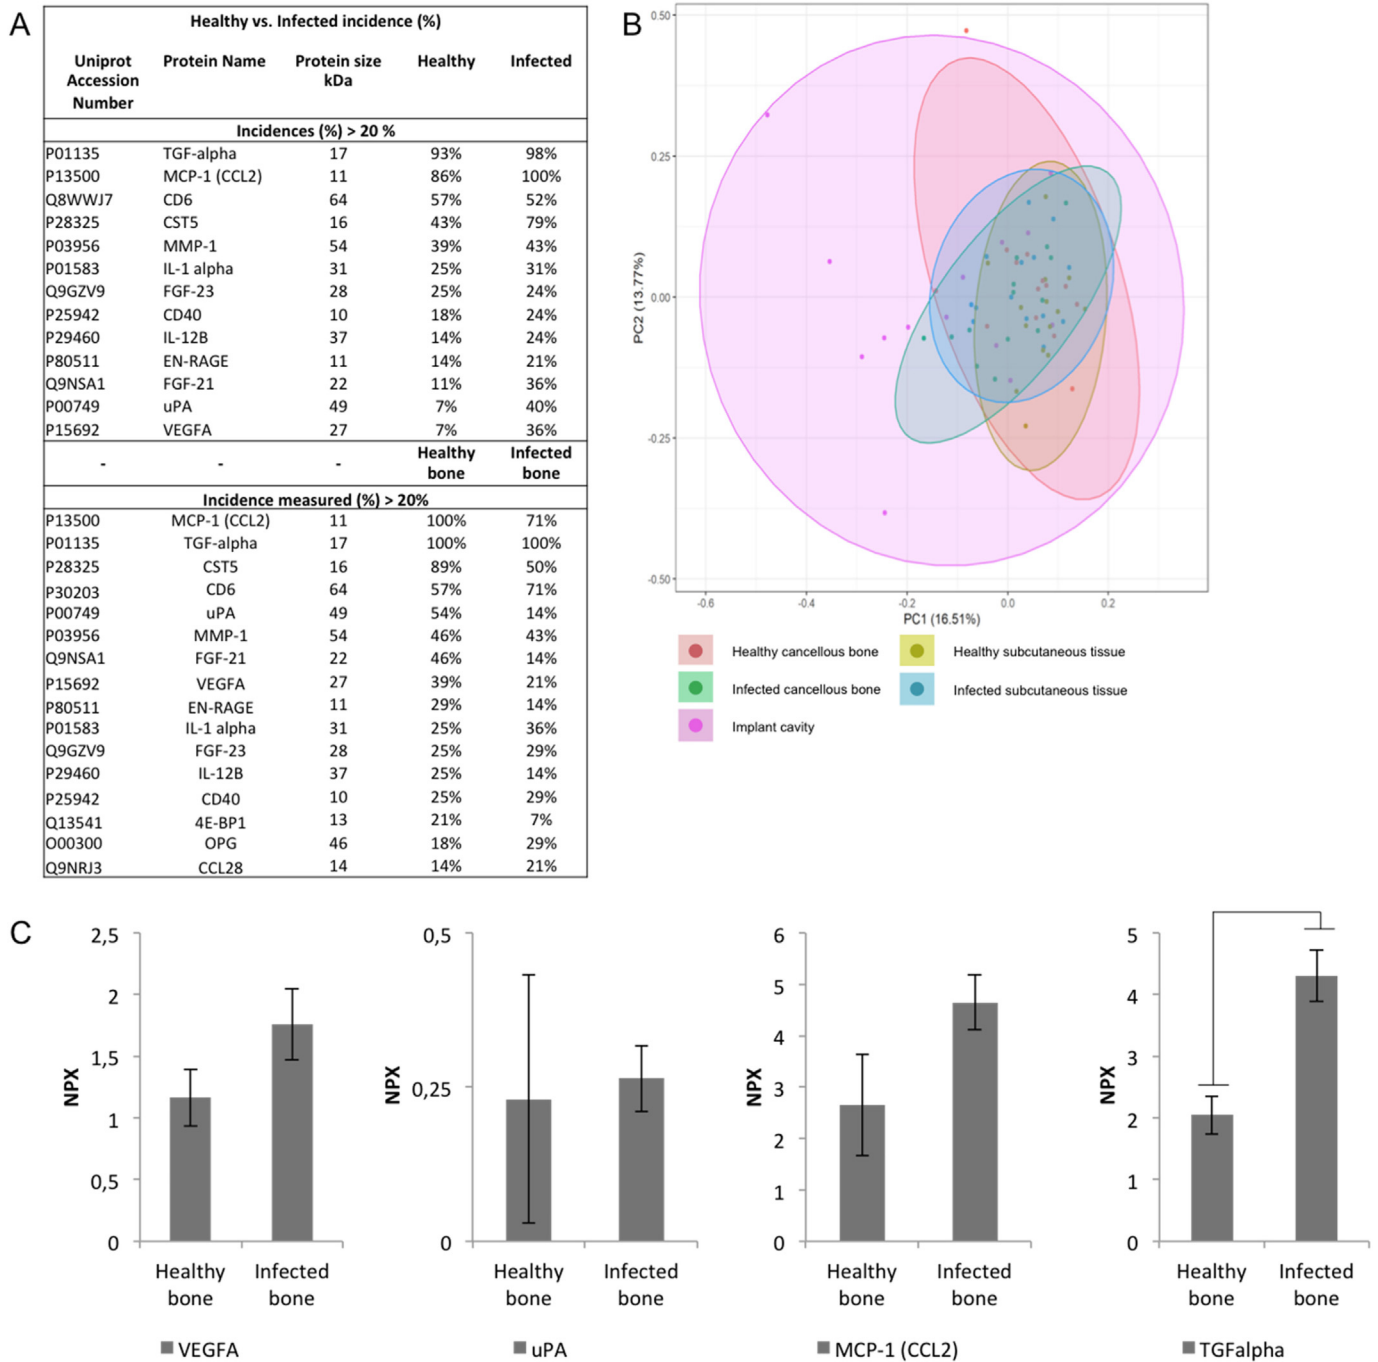 A
Healthy vs. Infected incidence (%)
Uniprot Accession Number Protein Name Protein size kDa Healthy Infected
Incidences (%) > 20 %
P01135 TGF-alpha 17 93% 98%
P13500 MCP-1 (CCL2) 11 86% 100%
Q8WWJ7 CD6 64 57% 52%
P28325 CST5 16 43% 79%
P03956 MMP-1 54 39% 43%
P01583 IL-1 alpha 31 25% 31%
Q9GZV9 FGF-23 28 25% 24%
P25942 CD40 10 18% 24%
P29460 IL-12B 37 14% 24%
P80511 EN-RAGE 11 14% 21%
Q9NSA1 FGF-21 22 11% 36%
P00749 uPA 49 7% 40%
P15692 VEGFA 27 7% 36%
- - - Healthy bone Infected bone
Incidence measured (%) > 20%
P13500 MCP-1 (CCL2) 11 100% 71%
P01135 TGF-alpha 17 100% 100%
P28325 CST5 16 89% 50%
P30203 CD6 64 57% 71%
P00749 uPA 49 54% 14%
P03956 MMP-1 54 46% 43%
Q9NSA1 FGF-21 22 46% 14%
P15692 VEGFA 27 39% 21%
P80511 EN-RAGE 11 29% 14%
P01583 IL-1 alpha 31 25% 36%
Q9GZV9 FGF-23 28 25% 29%
P29460 IL-12B 37 25% 14%
P25942 CD40 10 25% 29%
Q13541 4E-BP1 13 21% 7%
O00300 OPG 46 18% 29%
Q9NRJ3 CCL28 14 14% 21%
B
PC2 (13.77%)
0.50
0.25
0.00
-0.25
-0.50
-0.6 -0.4 -0.2 0.0 0.2
PC1 (16.51%)
Healthy cancellous bone Healthy subcutaneous tissue
Infected cancellous bone Infected subcutaneous tissue
Implant cavity
C
NPX
2,5
2
1,5
1
0,5
0
Healthy bone Infected bone
VEGFA
NPX
0,5
0,25
0
Healthy bone Infected bone
uPA
NPX
6
5
4
3
2
1
0
Healthy bone Infected bone
MCP-1 (CCL2)
NPX
5
4
3
2
1
0
Healthy bone Infected bone
TGFalpha